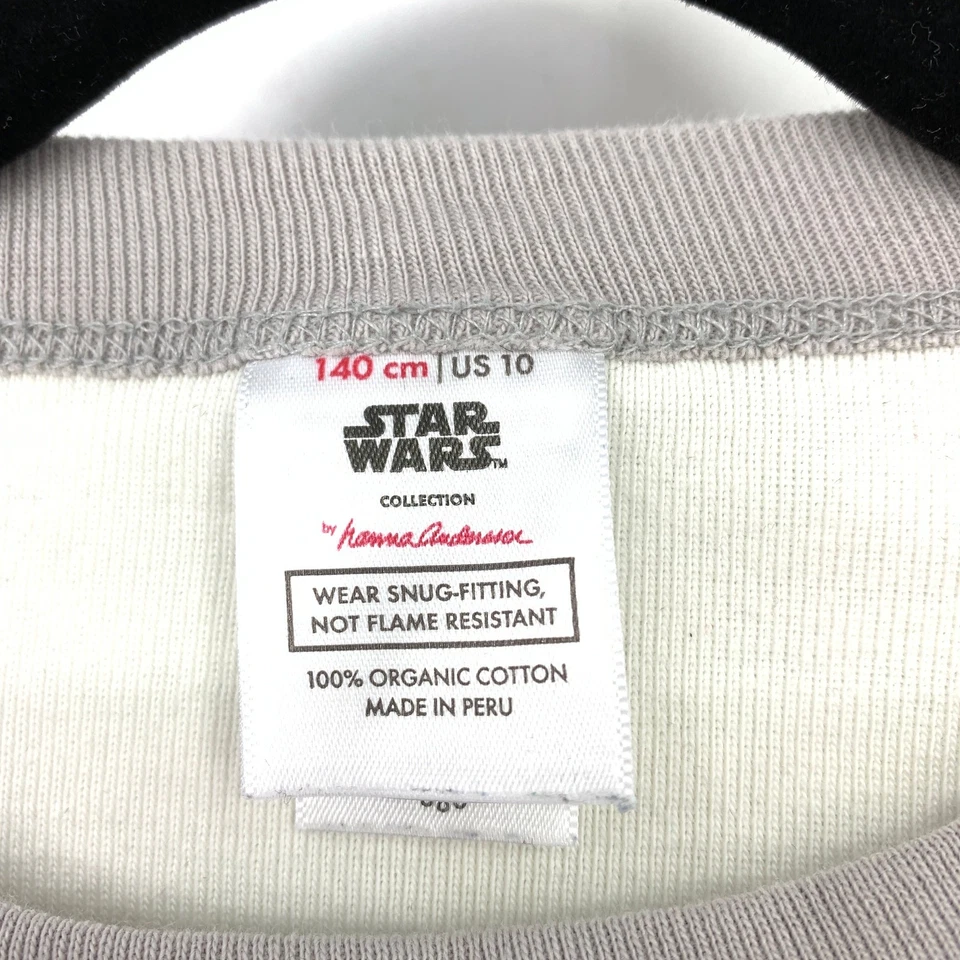 140 cm | US 10
STAR
WARS™
COLLECTION
by hanna Andersson
WEAR SNUG-FITTING,
NOT FLAME RESISTANT
100% ORGANIC COTTON
MADE IN PERU